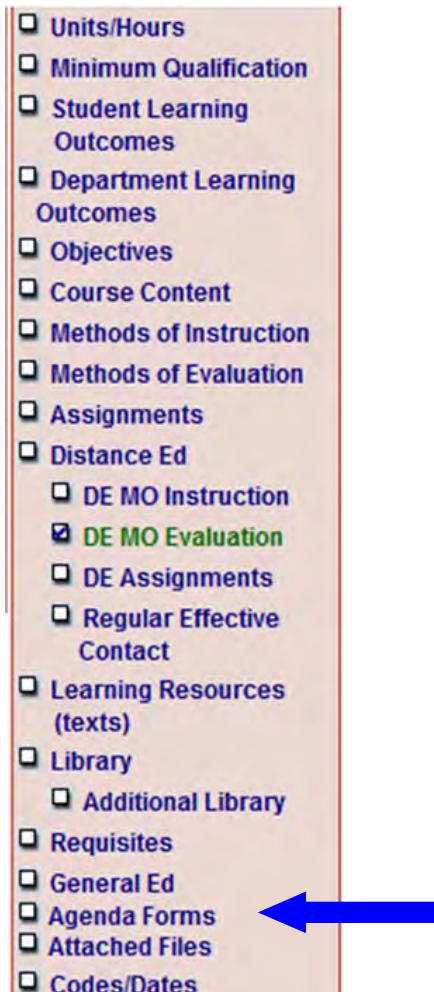 Units/Hours
Minimum Qualification
Student Learning
Outcomes
Department Learning
Outcomes
Objectives
Course Content
Methods of Instruction
Methods of Evaluation
Assignments
Distance Ed
DE MO Instruction
DE MO Evaluation
DE Assignments
Regular Effective
Contact
Learning Resources
(texts)
Library
Additional Library
Requisites
General Ed
Agenda Forms
Attached Files
Codes/Dates